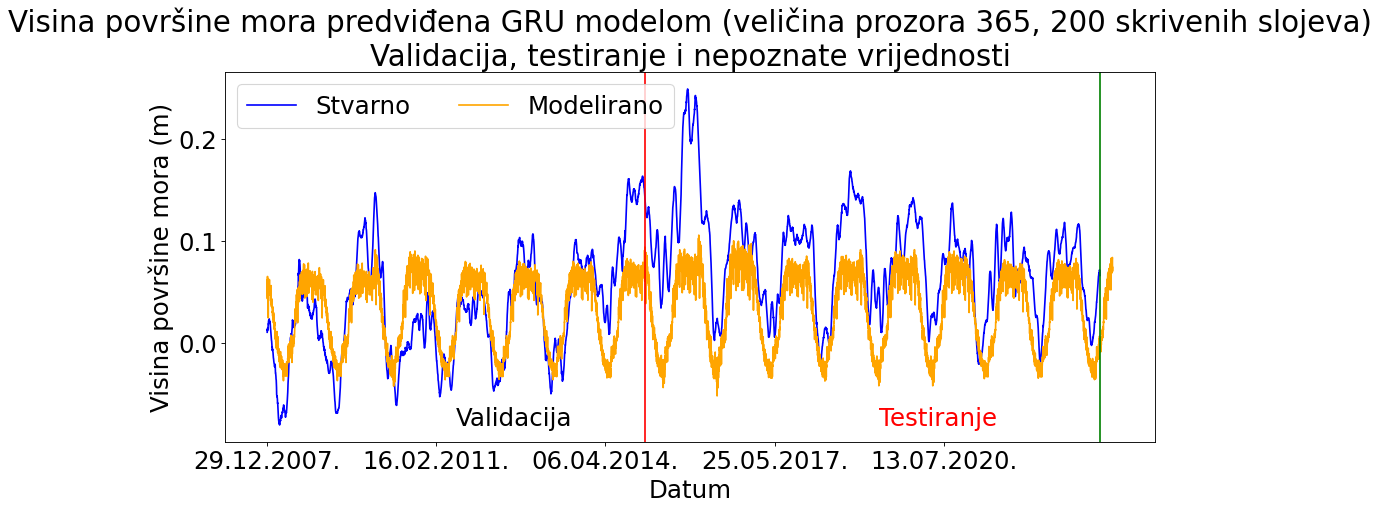 Visina površine mora predviđena GRU modelom (veličina prozora 365, 200 skrivenih slojeva)
Validacija, testiranje i nepoznate vrijednosti
Stvarno
Modelirano
Visina površine mora (m)
0.2
0.1
0.0
Validacija
Testiranje
29.12.2007.
16.02.2011.
06.04.2014.
25.05.2017.
13.07.2020.
Datum